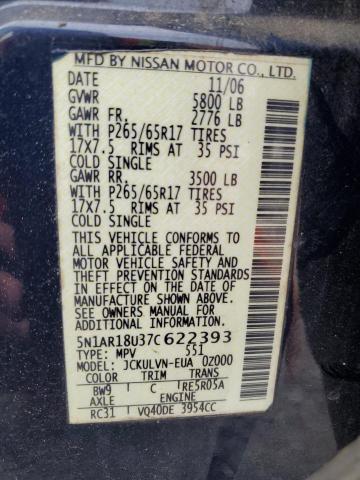 MFD BY NISSAN MOTOR CO., LTD.
DATE 11/06
GVWR 5800 LB
GAWR FR. 2776 LB
WITH P265/65R17 TIRES
17X7.5 RIMS AT 35 PSI
COLD SINGLE
GAWR RR. 3500 LB
WITH P265/65R17 TIRES
17X7.5 RIMS AT 35 PSI
COLD SINGLE
THIS VEHICLE CONFORMS TO
ALL APPLICABLE FEDERAL
MOTOR VEHICLE SAFETY AND
THEFT PREVENTION STANDARDS
IN EFFECT ON THE DATE OF
MANUFACTURE SHOWN ABOVE.
SEE OWNERS MANUAL FOR
ADDITIONAL INFORMATION
5N1AR18U37C622393
TYPE: MPV 551
MODEL: JCKULVN-EUA 0Z000
COLOR TRIM TRANS
BW9 C RE5R05A
AXLE ENGINE
RC31 VQ40DE 3954CC